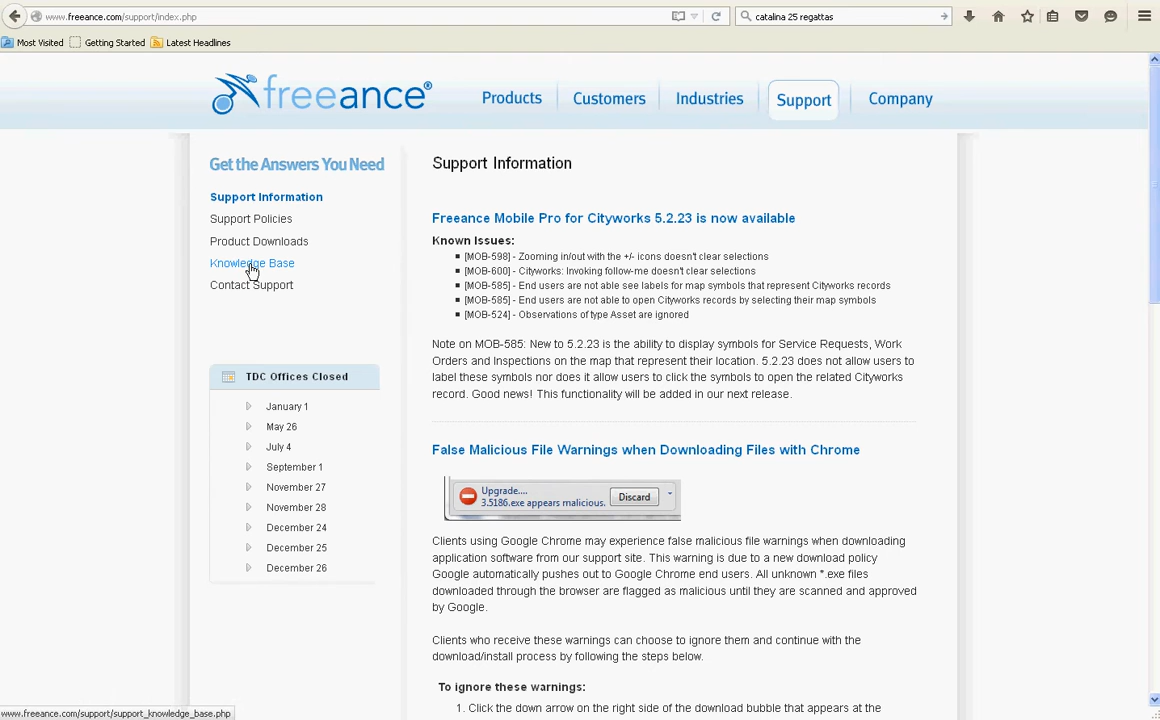 www.freeance.com/support/index.php
catalina 25 regattas
Most Visited
Getting Started
Latest Headlines
freeance®
Products
Customers
Industries
Support
Company
Get the Answers You Need
Support Information
Support Policies
Product Downloads
Knowledge Base
Contact Support
TDC Offices Closed
January 1
May 26
July 4
September 1
November 27
November 28
December 24
December 25
December 26
Support Information
Freeance Mobile Pro for Cityworks 5.2.23 is now available
Known Issues:
[MOB-598] - Zooming in/out with the +/- icons doesn't clear selections
[MOB-600] - Cityworks: Invoking follow-me doesn't clear selections
[MOB-585] - End users are not able see labels for map symbols that represent Cityworks records
[MOB-585] - End users are not able to open Cityworks records by selecting their map symbols
[MOB-524] - Observations of type Asset are ignored
Note on MOB-585: New to 5.2.23 is the ability to display symbols for Service Requests, Work
Orders and Inspections on the map that represent their location. 5.2.23 does not allow users to
label these symbols nor does it allow users to click the symbols to open the related Cityworks
record. Good news! This functionality will be added in our next release.
False Malicious File Warnings when Downloading Files with Chrome
Upgrade....
3.5186.exe appears malicious.
Discard
Clients using Google Chrome may experience false malicious file warnings when downloading
application software from our support site. This warning is due to a new download policy
Google automatically pushes out to Google Chrome end users. All unknown *.exe files
downloaded through the browser are flagged as malicious until they are scanned and approved
by Google.
Clients who receive these warnings can choose to ignore them and continue with the
download/install process by following the steps below.
To ignore these warnings:
1. Click the down arrow on the right side of the download bubble that appears at the
www.freeance.com/support/support_knowledge_base.php